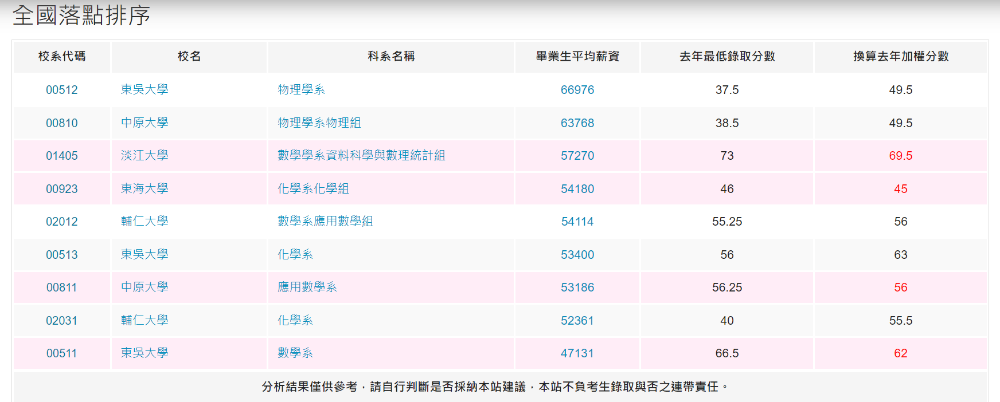 全國落點排序
校系代碼 校名 科系名稱 畢業生平均薪資 去年最低錄取分數 換算去年加權分數
00512 東吳大學 物理學系 66976 37.5 49.5
00810 中原大學 物理學系物理組 63768 38.5 49.5
01405 淡江大學 數學學系資料科學與數理統計組 57270 73 69.5
00923 東海大學 化學系化學組 54180 46 45
02012 輔仁大學 數學系應用數學組 54114 55.25 56
00513 東吳大學 化學系 53400 56 63
00811 中原大學 應用數學系 53186 56.25 56
02031 輔仁大學 化學系 52361 40 55.5
00511 東吳大學 數學系 47131 66.5 62
分析結果僅供參考，請自行判斷是否採納本站建議，本站不負考生錄取與否之連帶責任。